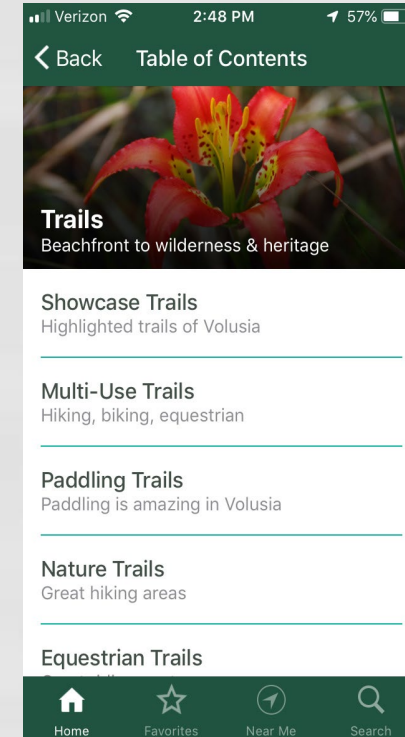 Verizon 2:48 PM 57%
Back Table of Contents
Trails
Beachfront to wilderness & heritage
Showcase Trails
Highlighted trails of Volusia
Multi-Use Trails
Hiking, biking, equestrian
Paddling Trails
Paddling is amazing in Volusia
Nature Trails
Great hiking areas
Equestrian Trails
Home Favorites Near Me Search